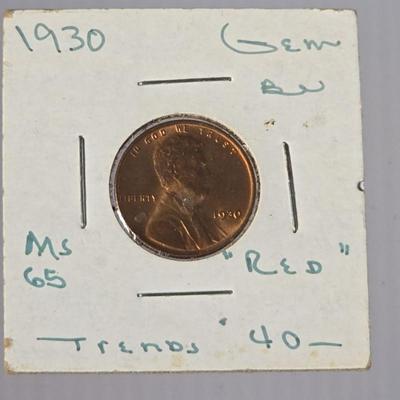 1930 Gem
BU
IN GOD WE TRUST
LIBERTY
1930
MS
65
"RED"
Trends 40-